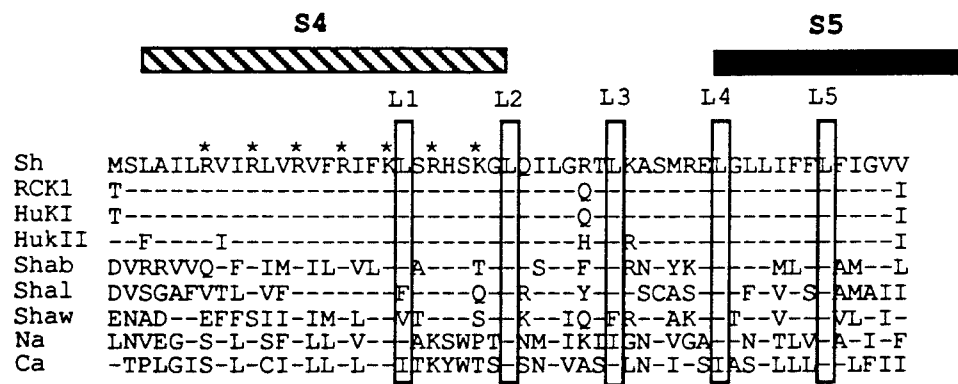 S4 S5
L1 L2 L3 L4 L5
* * * * * * *
Sh MSLAILRVIRLVRVFRIFKLSRHSKGLQILGRTLKASMRELGLLIFFLFIGVV
RCK1 T------------------------------Q--------------------I
HuKI T------------------------------Q--------------------I
HukII --F----I-----------------------H--R-----------------I
Shab DVRRVVQ-F-IM-IL-VL--A---T---S--F--RN-YK-----ML--AM--L
Shal DVSGAFVTL-VF-------F----Q--R---Y---SCAS---F-V-S-AMAII
Shaw ENAD--EFFSII-IM-L--VT---S--K--IQ-FR--AK--T--V---VL-I-
Na LNVEG-S-L-SF-LL-V---AKSWPT-NM-IKIIGN-VGA-N-TLV--A-I-F
Ca -TPLGIS-L-CI-LL-L--ITKYWTS-SN-VAS-LN-I-SIAS-LLL--LFII